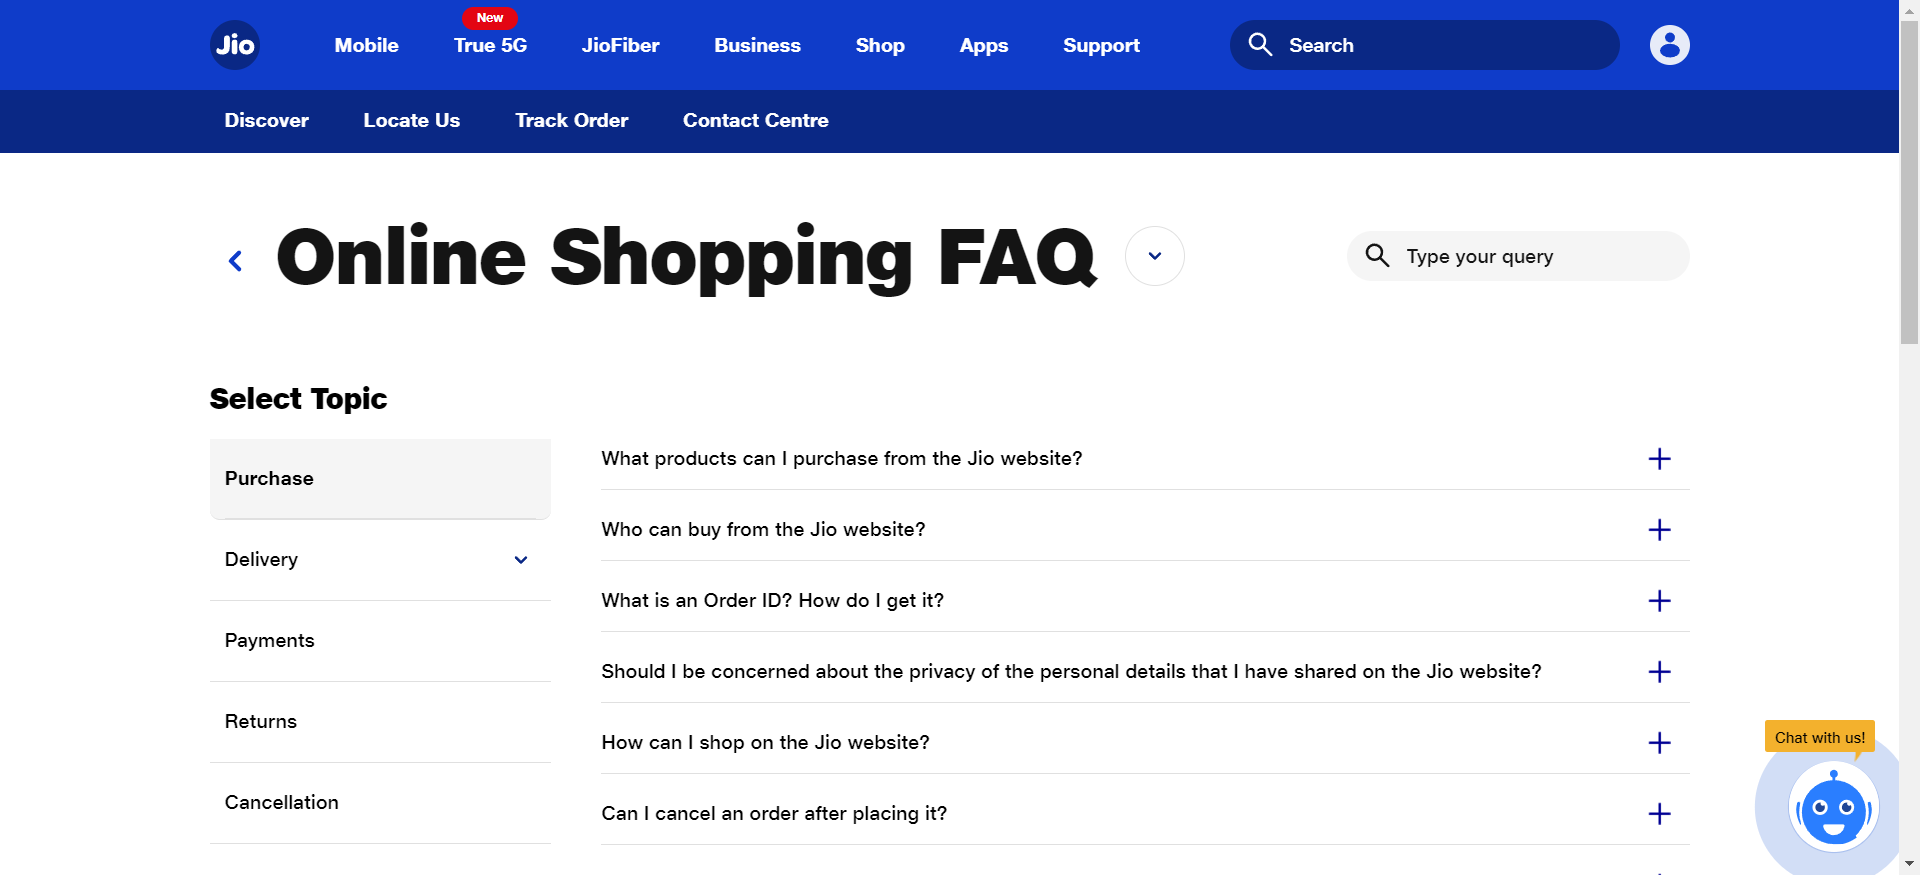 New
Jio
Mobile
True 5G
JioFiber
Business
Shop
Apps
Support
Search
Discover
Locate Us
Track Order
Contact Centre
Online Shopping FAQ
Type your query
Select Topic
Purchase
Delivery
Payments
Returns
Cancellation
What products can I purchase from the Jio website?
Who can buy from the Jio website?
What is an Order ID? How do I get it?
Should I be concerned about the privacy of the personal details that I have shared on the Jio website?
How can I shop on the Jio website?
Can I cancel an order after placing it?
Chat with us!